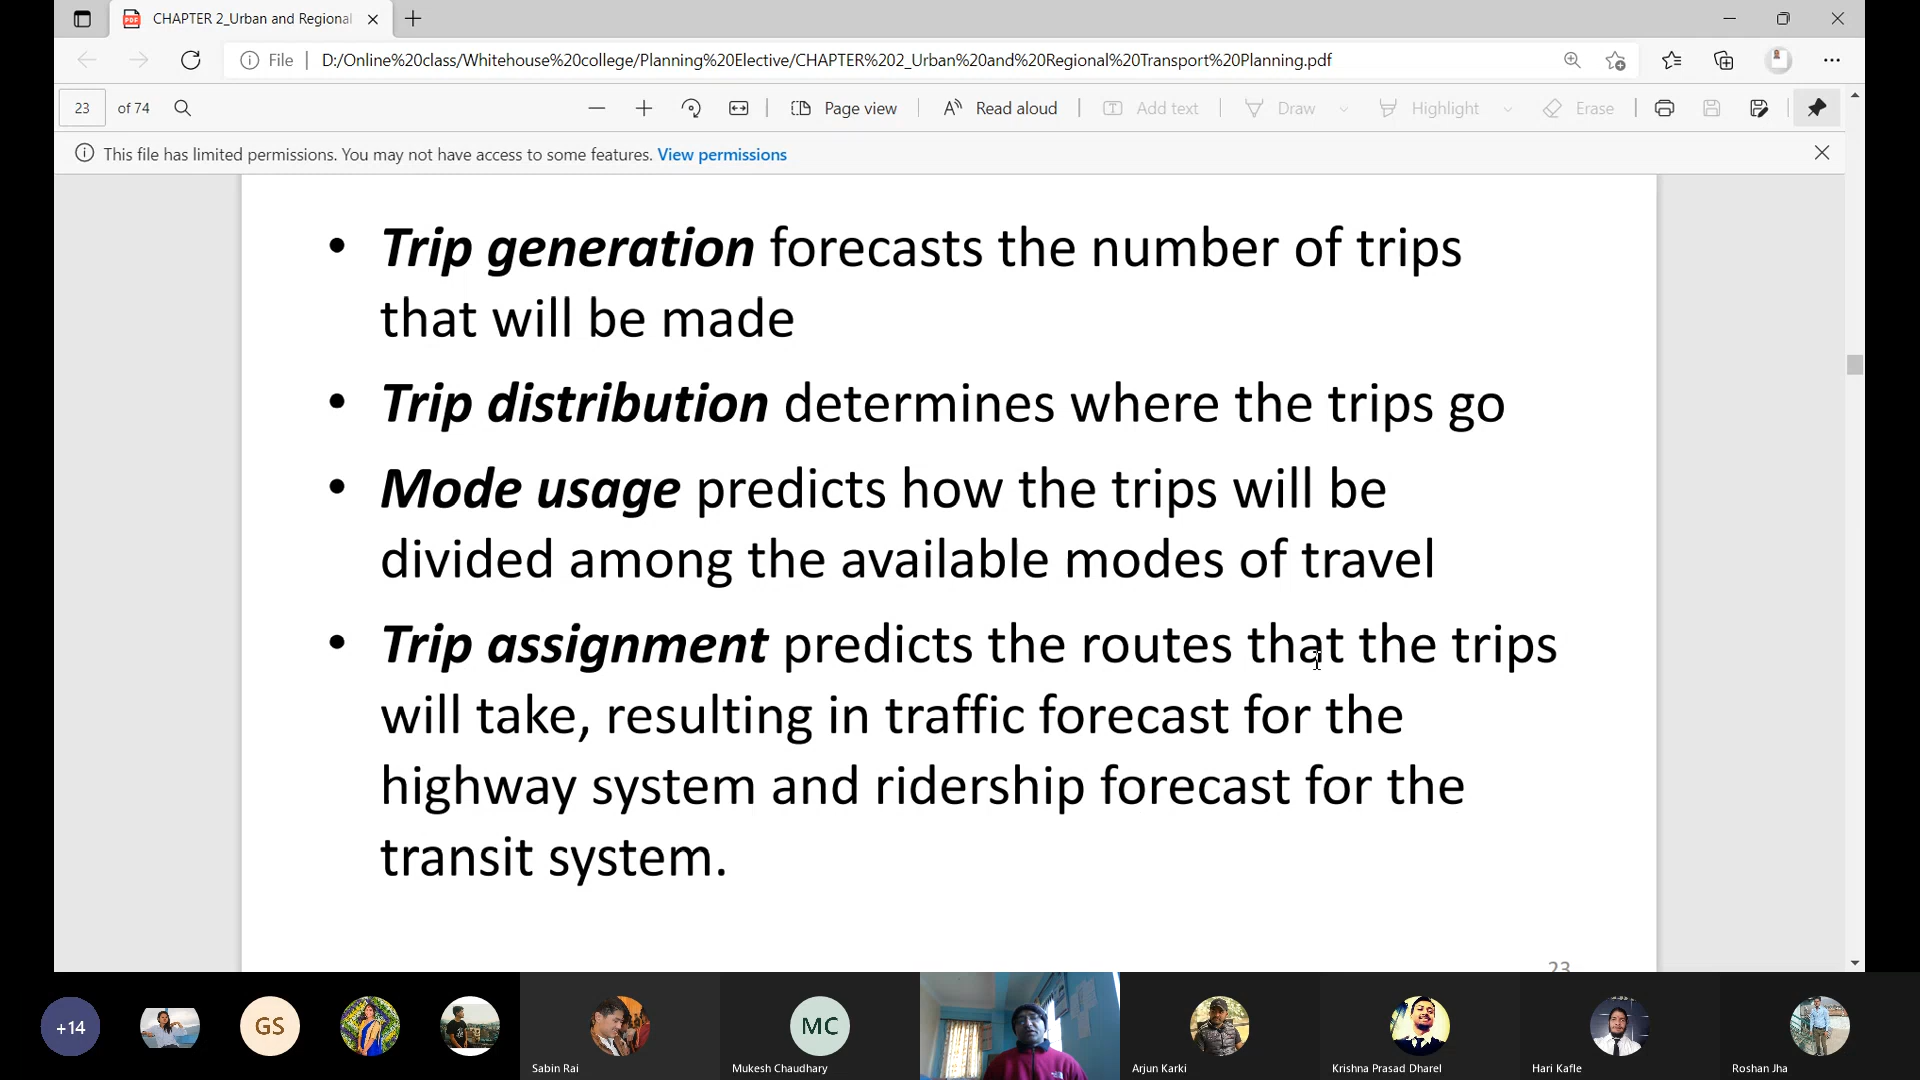 CHAPTER 2_Urban and Regional
File
D:/Online%20class/Whitehouse%20college/Planning%20Elective/CHAPTER%202_Urban%20and%20Regional%20Transport%20Planning.pdf
23 of 74
Page view
Read aloud
Add text
Draw
Highlight
Erase
This file has limited permissions. You may not have access to some features. View permissions
• Trip generation forecasts the number of trips
that will be made
• Trip distribution determines where the trips go
• Mode usage predicts how the trips will be
divided among the available modes of travel
• Trip assignment predicts the routes that the trips
will take, resulting in traffic forecast for the
highway system and ridership forecast for the
transit system.
23
+14
GS
Sabin Rai
MC
Mukesh Chaudhary
Arjun Karki
Krishna Prasad Dharel
Hari Kafle
Roshan Jha